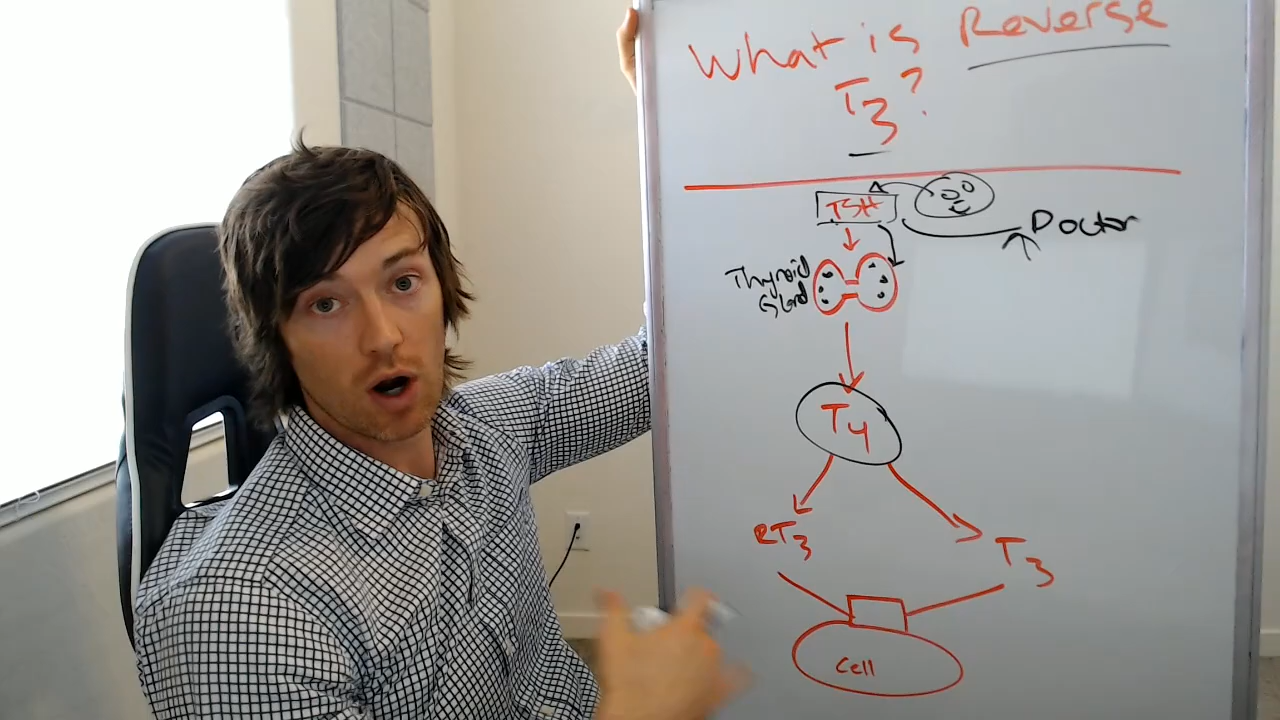 What is Reverse
T3?
TSH
Doctor
Thyroid
Gland
T4
RT3
T3
Cell